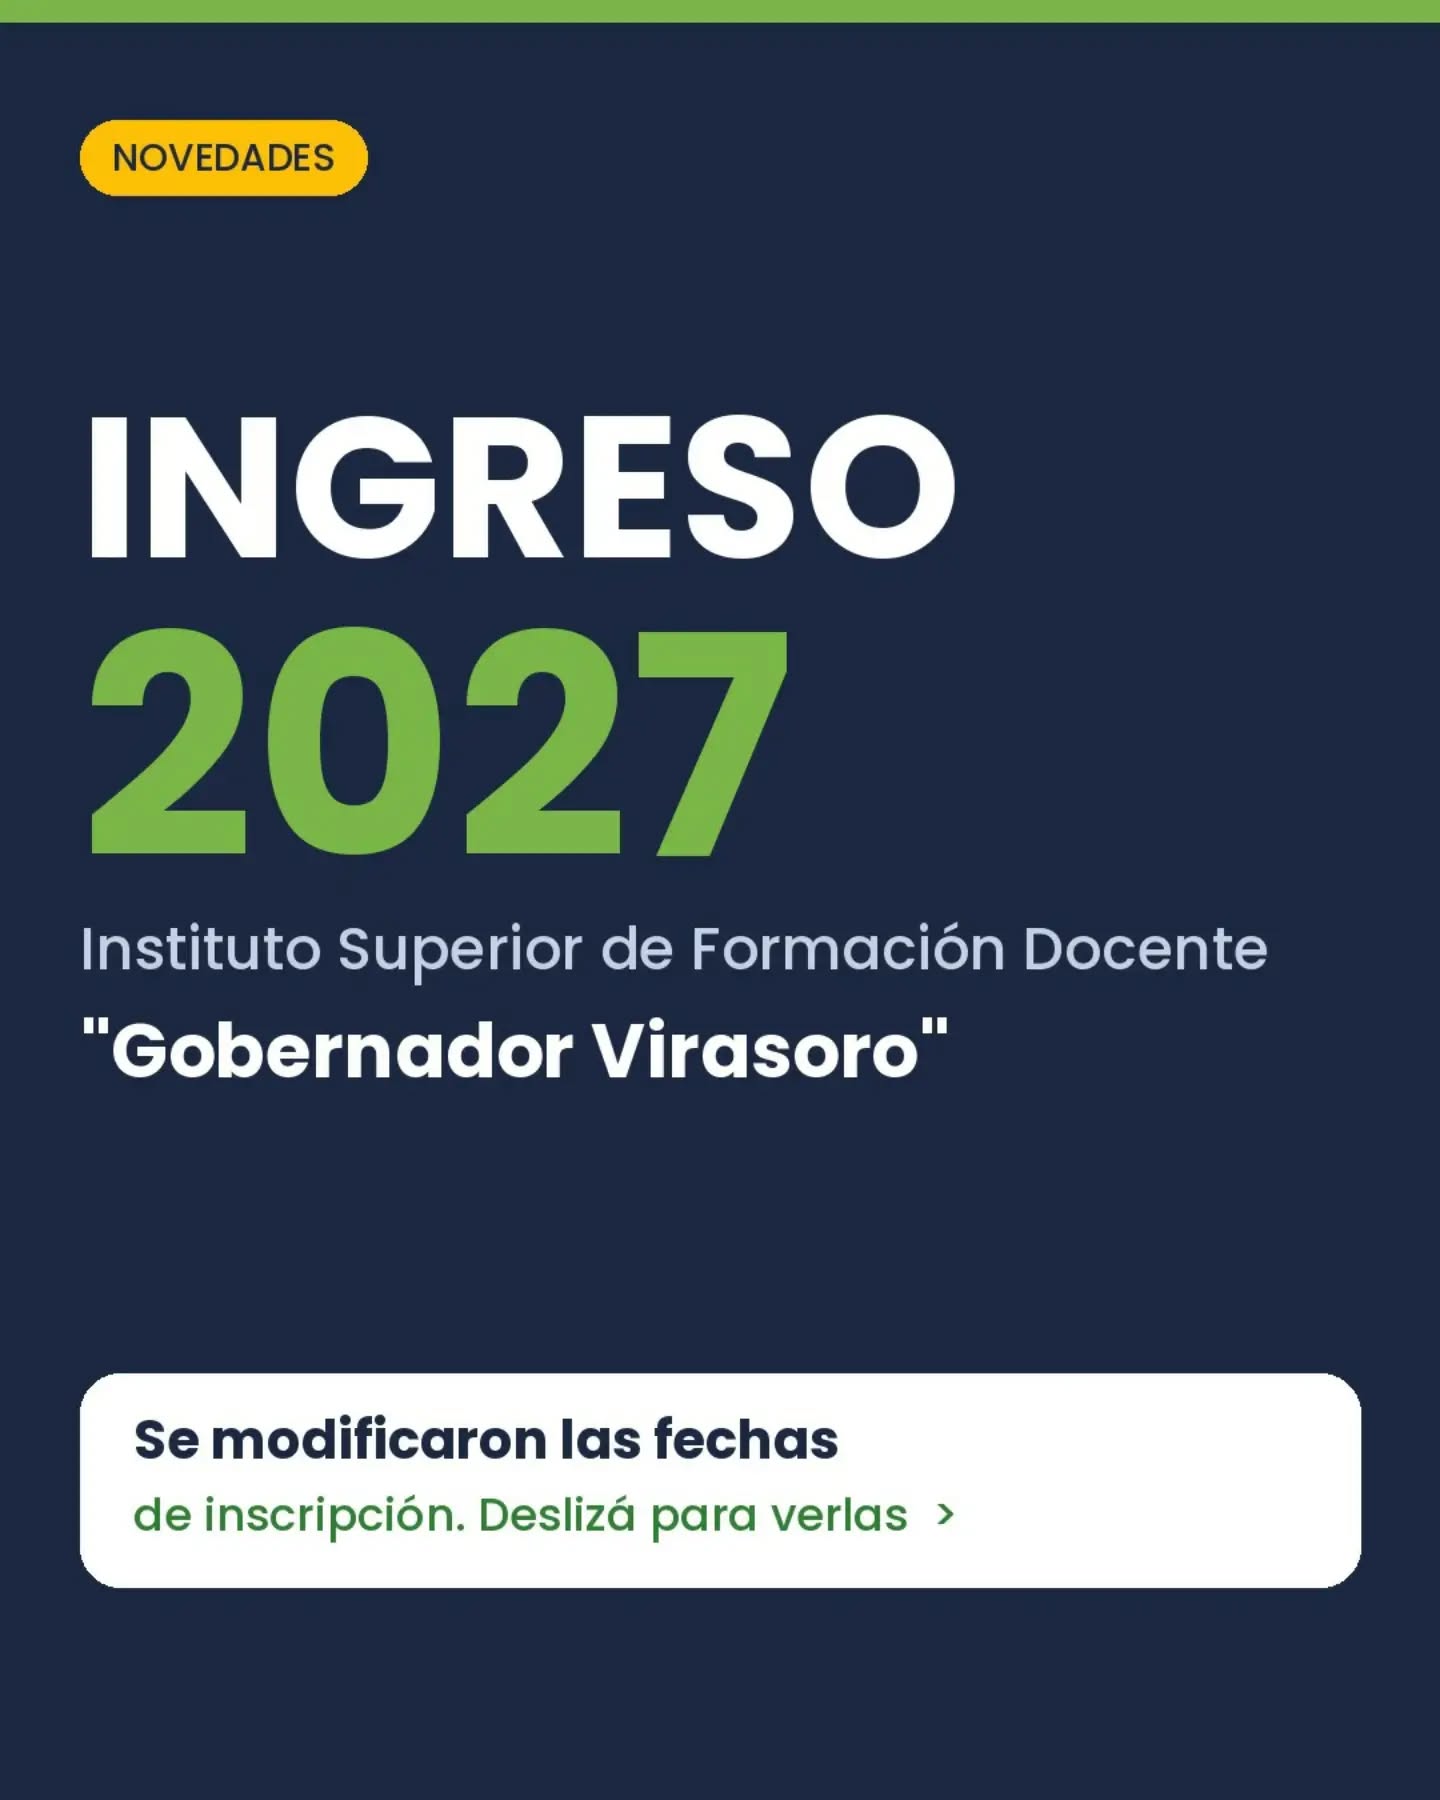 NOVEDADES
INGRESO
2027
Instituto Superior de Formación Docente
"Gobernador Virasoro"
Se modificaron las fechas
de inscripción. Deslizá para verlas >